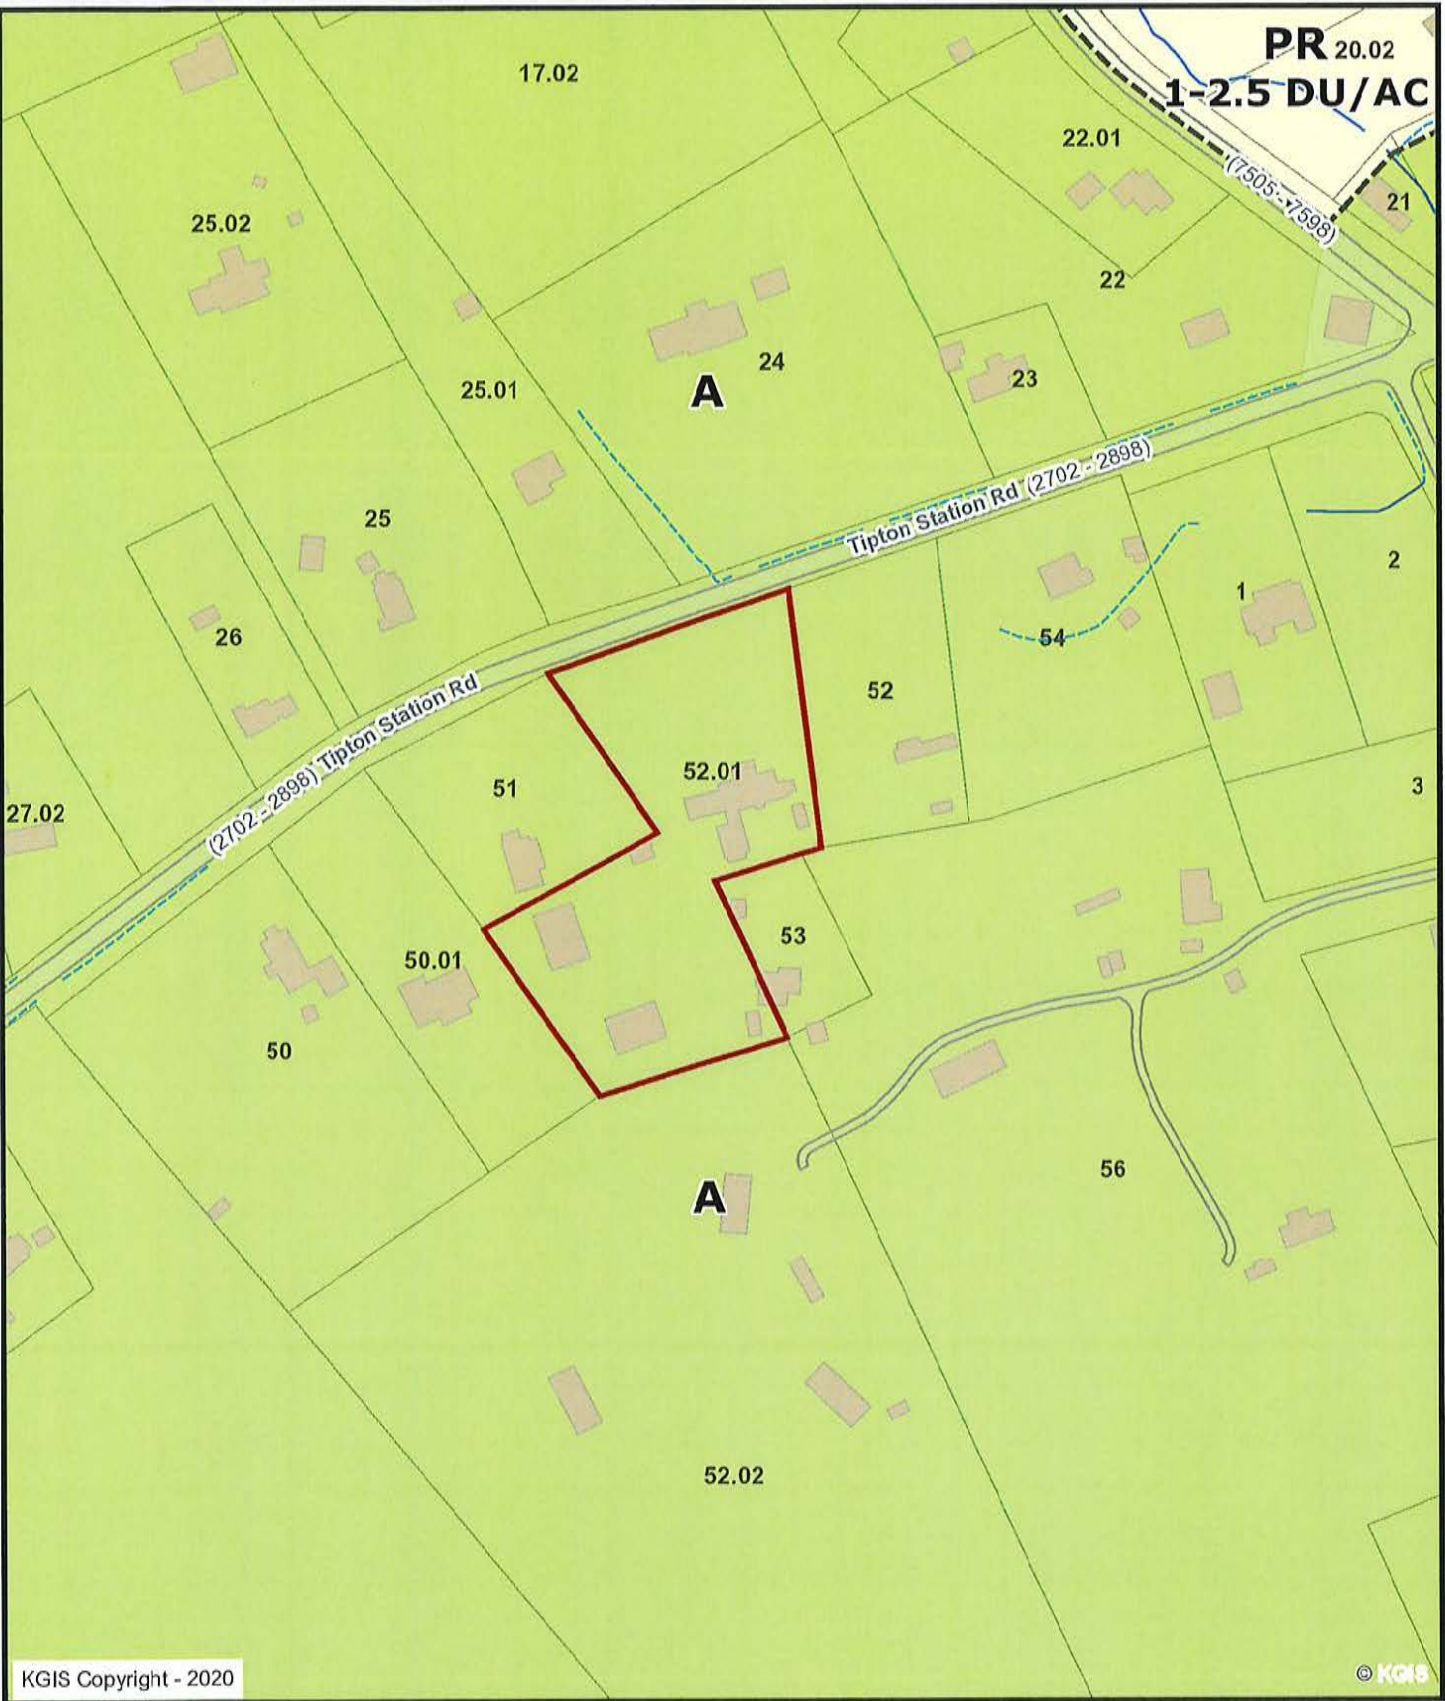 PR 20.02
1-2.5 DU/AC
17.02
22.01
(7505 - 7598)
21
25.02
22
24
A
23
25.01
Tipton Station Rd (2702 - 2898)
25
2
1
26
54
52
(2702 - 2898) Tipton Station Rd
52.01
51
3
27.02
53
50.01
50
56
A
52.02
KGIS Copyright - 2020
© KGIS